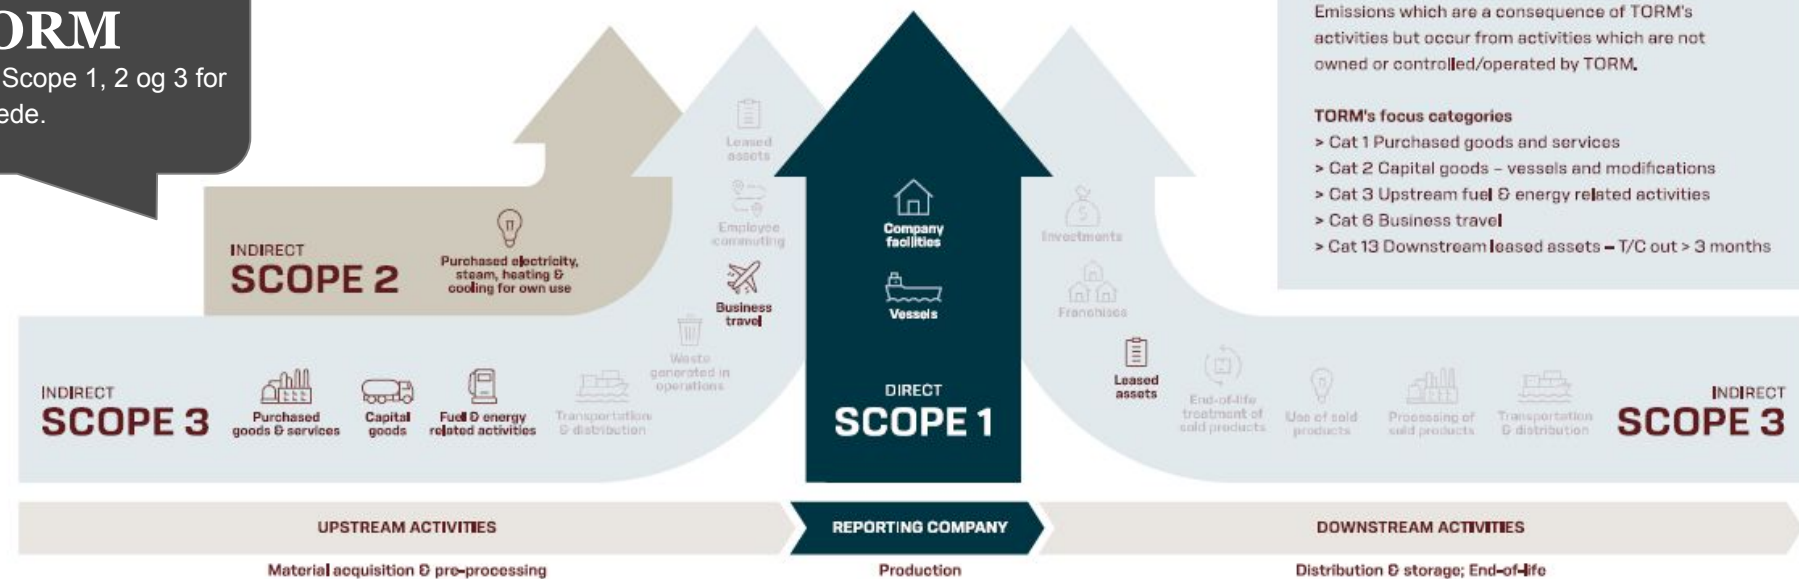 ORM
Scope 1, 2 og 3 for
ede.
Emissions which are a consequence of TORM's
activities but occur from activities which are not
owned or controlled/operated by TORM.
TORM's focus categories
> Cat 1 Purchased goods and services
> Cat 2 Capital goods – vessels and modifications
> Cat 3 Upstream fuel & energy related activities
> Cat 6 Business travel
> Cat 13 Downstream leased assets – T/C out > 3 months
INDIRECT
SCOPE 2
Purchased electricity,
steam, heating &
cooling for own use
Leased
assets
Employee
commuting
Business
travel
Waste
generated in
operations
INDIRECT
SCOPE 3
Purchased
goods & services
Capital
goods
Fuel & energy
related activities
Transportation
& distribution
Company
facilities
Vessels
DIRECT
SCOPE 1
Investments
Franchises
Leased
assets
End-of-life
treatment of
sold products
Use of sold
products
Processing of
sold products
Transportation
& distribution
INDIRECT
SCOPE 3
UPSTREAM ACTIVITIES
REPORTING COMPANY
DOWNSTREAM ACTIVITIES
Material acquisition & pre-processing
Production
Distribution & storage; End-of-life